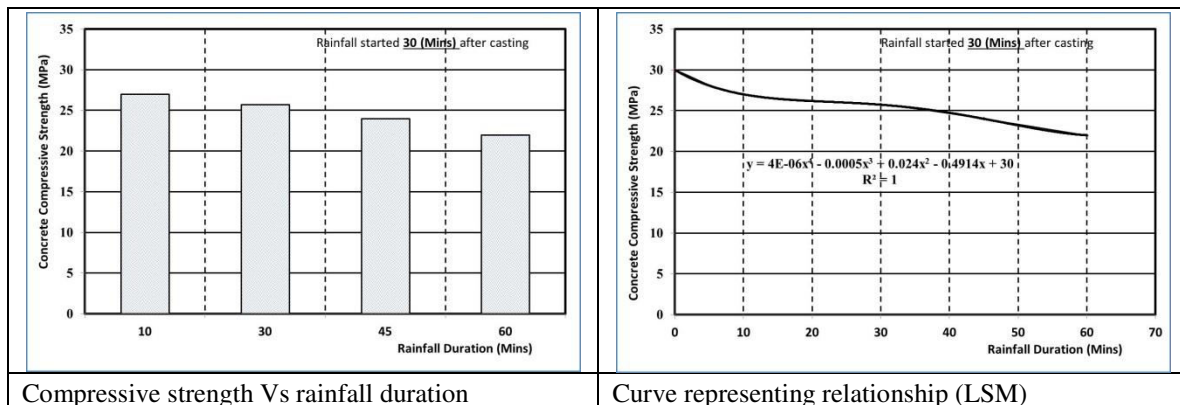 Rainfall started 30 (Mins) after casting
Concrete Compressive Strength (MPa)
35
30
25
20
15
10
5
0
10 30 45 60
Rainfall Duration (Mins)
Compressive strength Vs rainfall duration
Rainfall started 30 (Mins) after casting
Concrete Compressive Strength (MPa)
35
30
25
20
15
10
5
0
y = 4E-06x⁴ - 0.0005x³ + 0.024x² - 0.4914x + 30
R² = 1
0 10 20 30 40 50 60 70
Rainfall Duration (Mins)
Curve representing relationship (LSM)